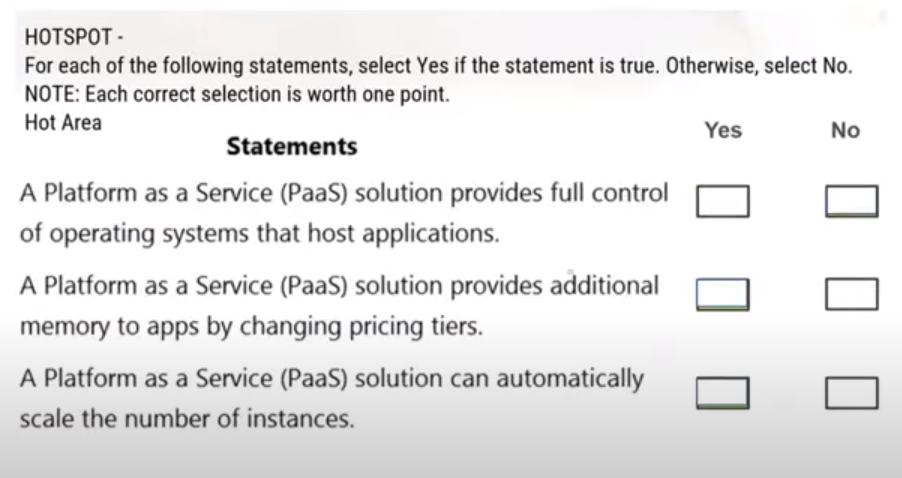 HOTSPOT -
For each of the following statements, select Yes if the statement is true. Otherwise, select No.
NOTE: Each correct selection is worth one point.
Hot Area
Statements Yes No
A Platform as a Service (PaaS) solution provides full control
of operating systems that host applications.
A Platform as a Service (PaaS) solution provides additional
memory to apps by changing pricing tiers.
A Platform as a Service (PaaS) solution can automatically
scale the number of instances.